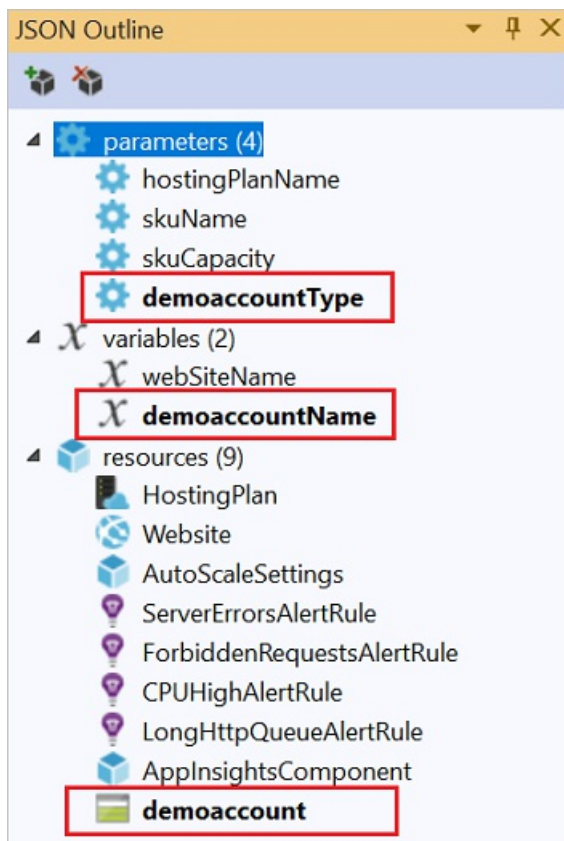 JSON Outline
parameters (4)
hostingPlanName
skuName
skuCapacity
demoaccountType
X variables (2)
X webSiteName
X demoaccountName
resources (9)
HostingPlan
Website
AutoScaleSettings
ServerErrorsAlertRule
ForbiddenRequestsAlertRule
CPUHighAlertRule
LongHttpQueueAlertRule
AppInsightsComponent
demoaccount